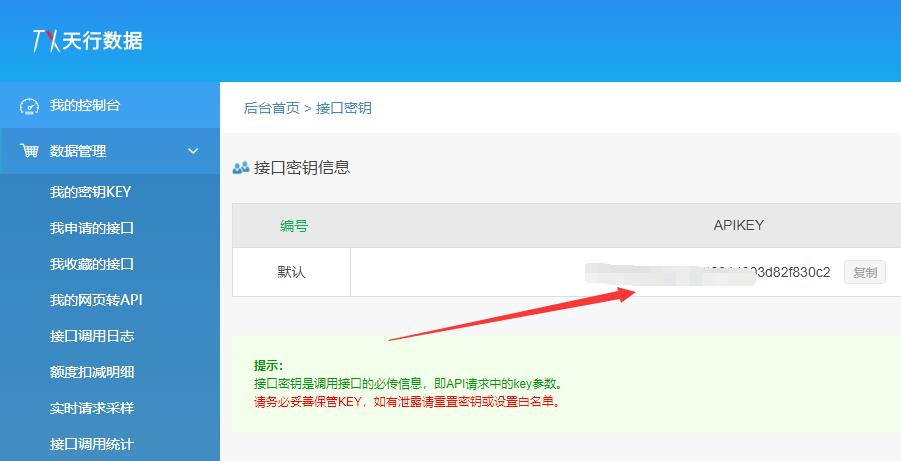 TX天行数据
我的控制台
数据管理
我的密钥KEY
我申请的接口
我收藏的接口
我的网页转API
接口调用日志
额度扣减明细
实时请求采样
接口调用统计
后台首页 > 接口密钥
接口密钥信息
编号 APIKEY
默认 03d82f830c2 复制
提示：
接口密钥是调用接口的必传信息，即API请求中的key参数。
请务必妥善保管KEY，如有泄露请重置密钥或设置白名单。